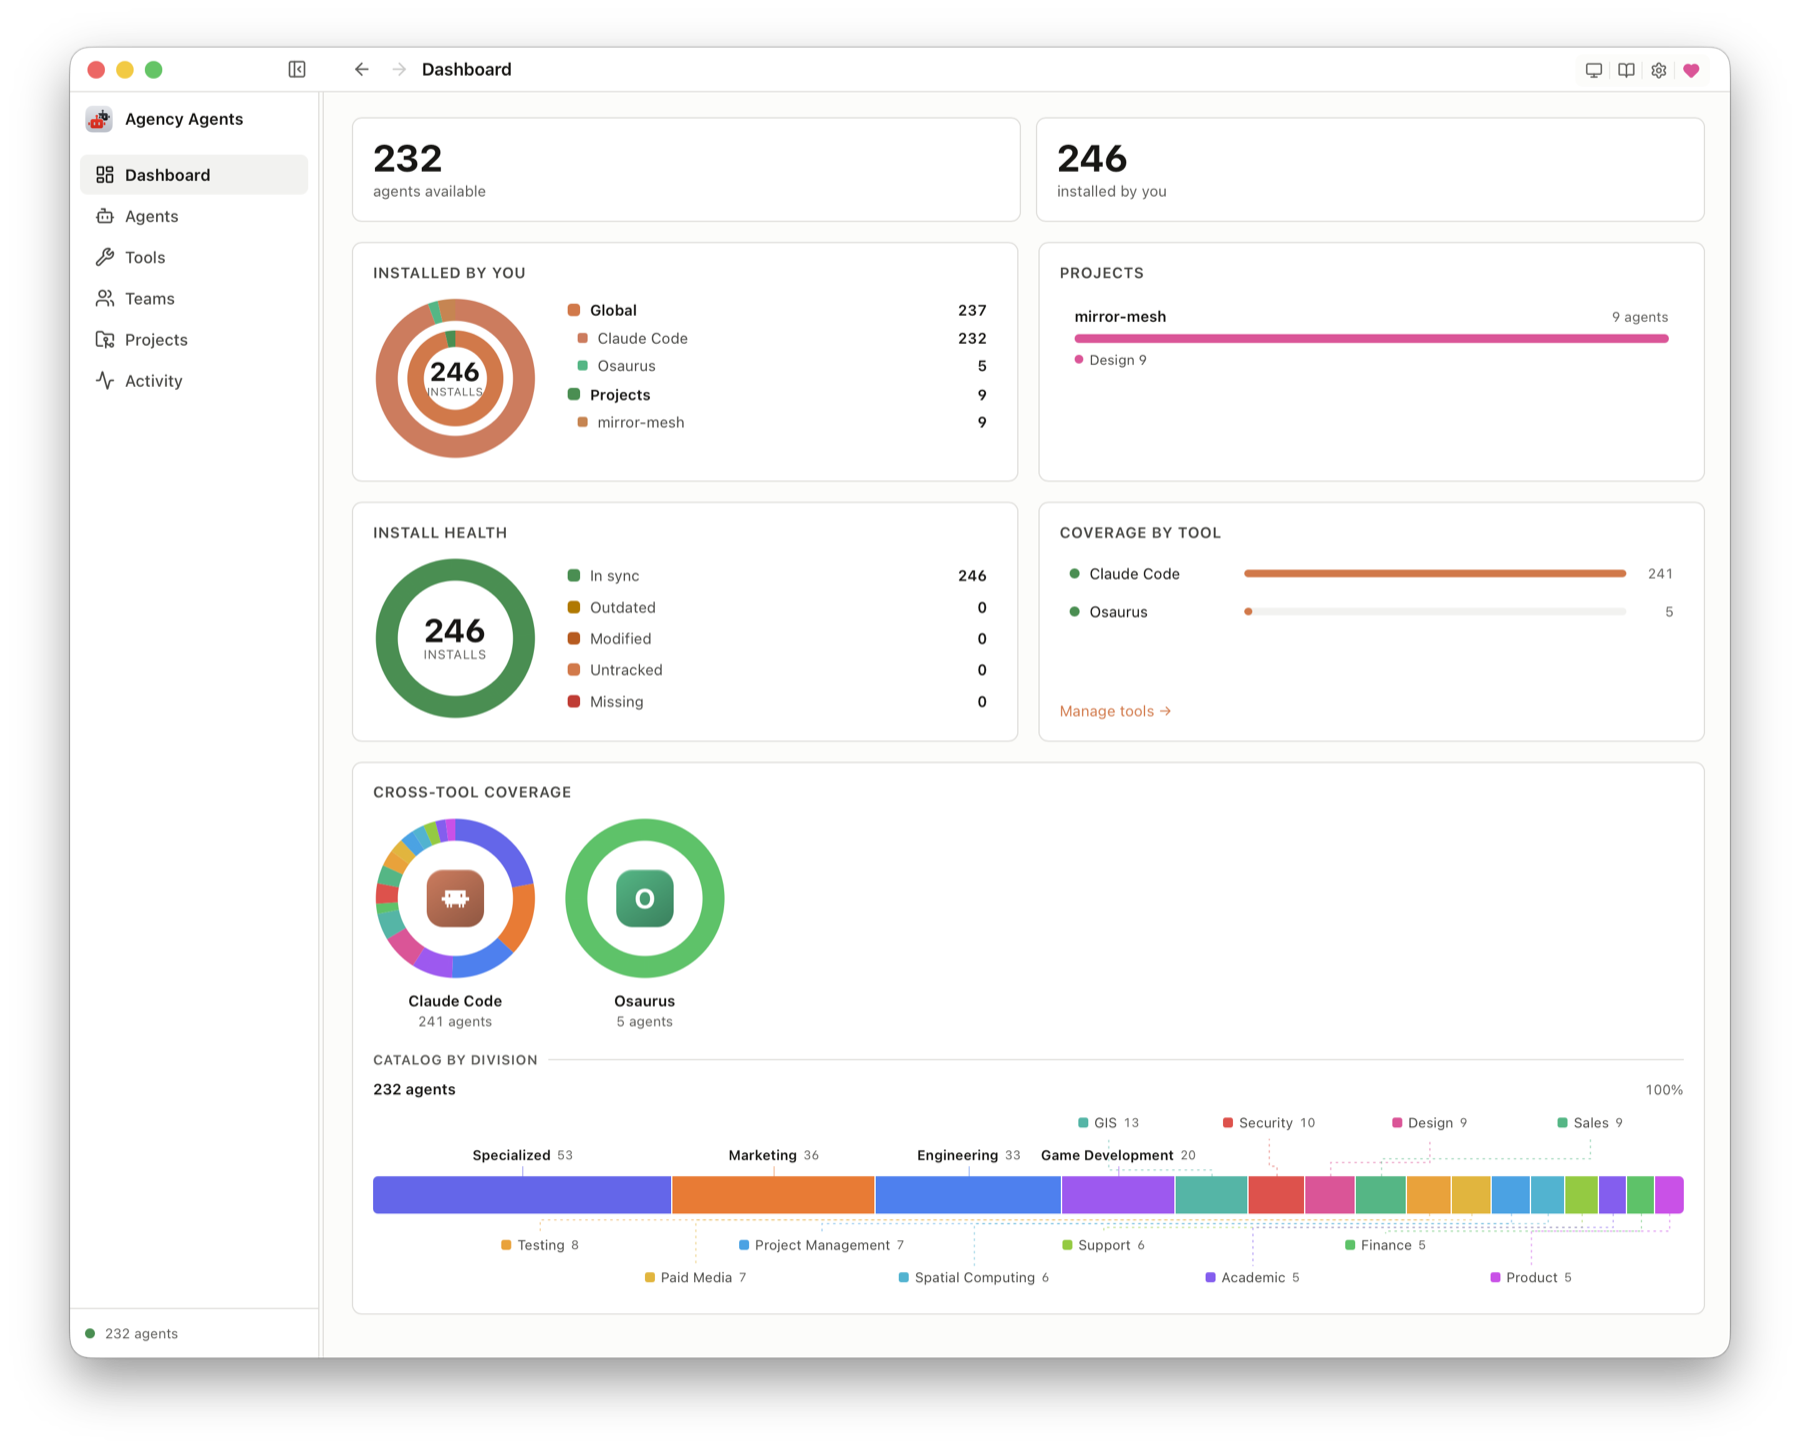 Dashboard
Agency Agents
Dashboard
Agents
Tools
Teams
Projects
Activity
232 agents
232
agents available
246
installed by you
INSTALLED BY YOU
246
INSTALLS
Global 237
Claude Code 232
Osaurus 5
Projects 9
mirror-mesh 9
PROJECTS
mirror-mesh 9 agents
Design 9
INSTALL HEALTH
246
INSTALLS
In sync 246
Outdated 0
Modified 0
Untracked 0
Missing 0
COVERAGE BY TOOL
Claude Code 241
Osaurus 5
Manage tools →
CROSS-TOOL COVERAGE
O
Claude Code
241 agents
Osaurus
5 agents
CATALOG BY DIVISION
232 agents 100%
GIS 13 Security 10 Design 9 Sales 9
Specialized 53 Marketing 36 Engineering 33 Game Development 20
Testing 8 Project Management 7 Support 6 Finance 5
Paid Media 7 Spatial Computing 6 Academic 5 Product 5